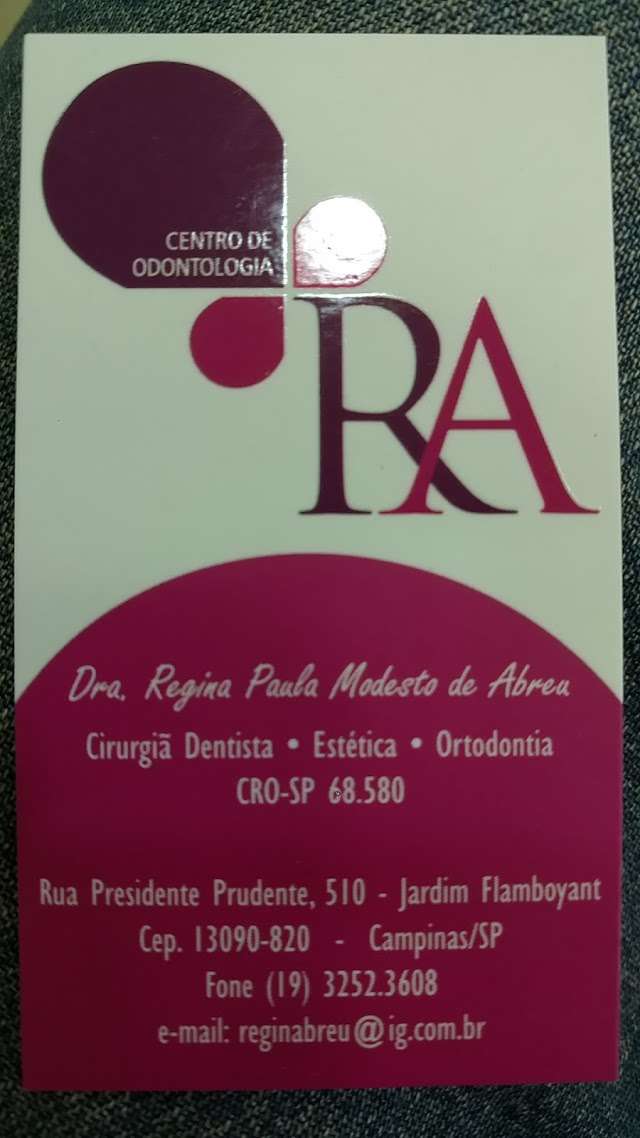 CENTRO DE
ODONTOLOGIA
RA
Dra. Regina Paula Modesto de Abreu
Cirurgiã Dentista • Estética • Ortodontia
CRO-SP 68.580
Rua Presidente Prudente, 510 - Jardim Flamboyant
Cep. 13090-820 - Campinas/SP
Fone (19) 3252.3608
e-mail: reginabreu@ig.com.br